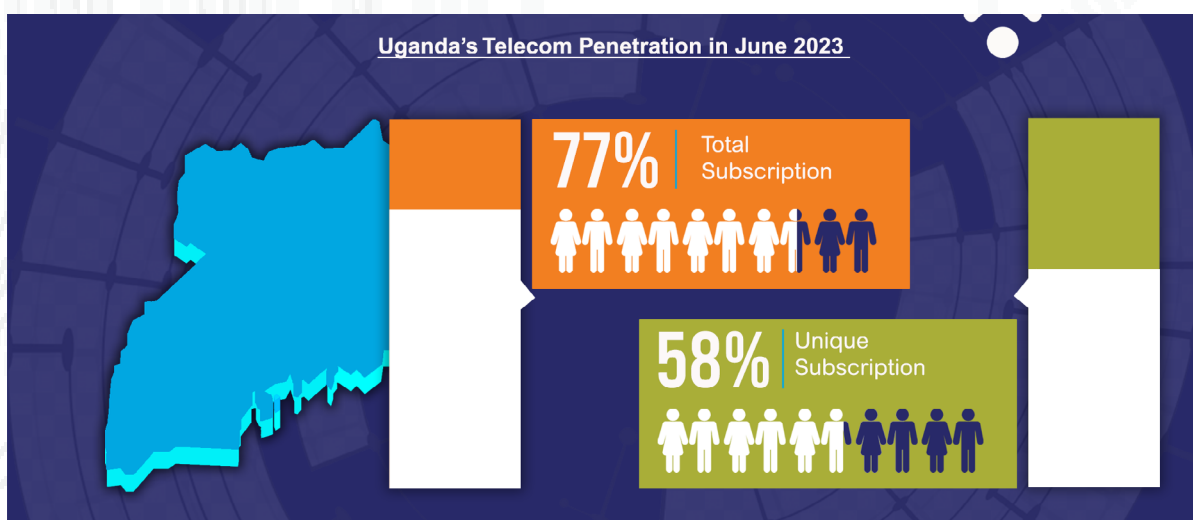 Uganda's Telecom Penetration in June 2023
77%
Total
Subscription
58%
Unique
Subscription